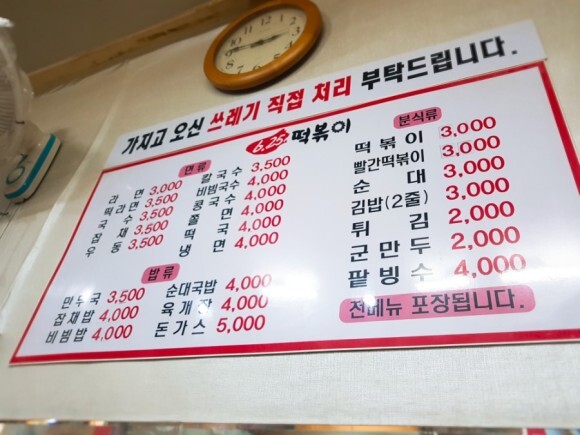 가지고 오신 쓰레기 직접 처리 부탁드립니다.
6.25. 떡볶이
면류
라면 3,000
떡라면 3,500
국수 3,500
잡채 3,500
우동 3,500
칼국수 3,500
비빔국수 4,000
콩국수 4,000
쫄면 4,000
떡국 4,000
냉면 4,000
밥류
만두국 3,500
잡채밥 4,000
비빔밥 4,000
순대국밥 4,000
육개장 4,000
돈가스 5,000
분식류
떡볶이 3,000
빨간떡볶이 3,000
순대 3,000
김밥(2줄) 3,000
튀김 2,000
군만두 2,000
팥빙수 4,000
전메뉴 포장됩니다.